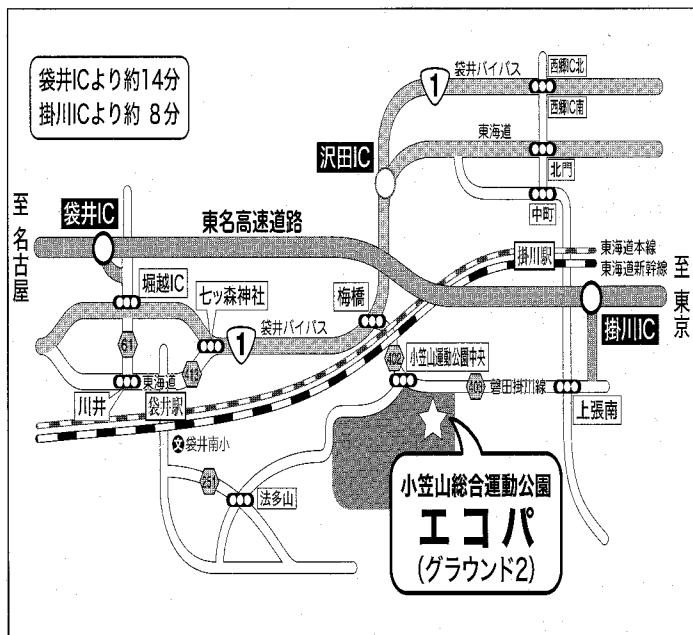 袋井ICより約14分
掛川ICより約 8分
1
袋井バイパス
西郷IC北
西郷IC南
東海道
北門
沢田IC
中町
至 名古屋
袋井IC
東名高速道路
掛川駅
東海道本線
東海道新幹線
至 東京
堀越IC
七ッ森神社
梅橋
1
袋井バイパス
掛川IC
61
413
402
小笠山運動公園中央
403
磐田掛川線
川井
東海道
袋井駅
上張南
文
袋井南小
251
法多山
小笠山総合運動公園
エコパ
(グラウンド2)